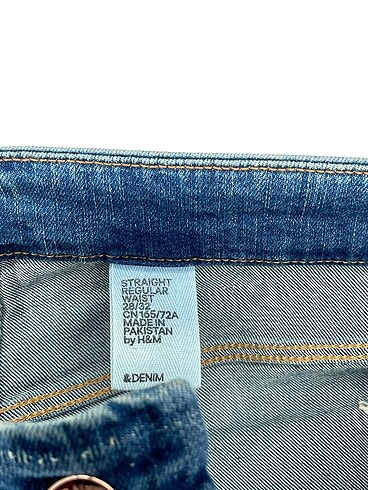 STRAIGHT
REGULAR
WAIST
28/32
CN 165/72A
MADE IN
PAKISTAN
by H&M
&DENIM